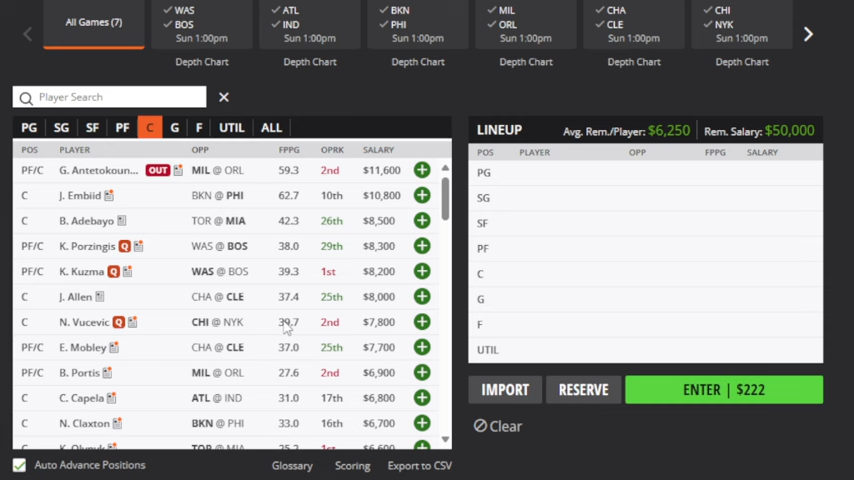 All Games (7)
WAS
BOS
Sun 1:00pm
ATL
IND
Sun 1:00pm
BKN
PHI
Sun 1:00pm
MIL
ORL
Sun 1:00pm
CHA
CLE
Sun 1:00pm
CHI
NYK
Sun 1:00pm
Depth Chart Depth Chart Depth Chart Depth Chart Depth Chart Depth Chart
Player Search
PG SG SF PF C G F UTIL ALL
POS PLAYER OPP FPPG OPRK SALARY
PF/C G. Antetokoun... OUT MIL @ ORL 59.3 2nd $11,600
C J. Embiid BKN @ PHI 62.7 10th $10,800
C B. Adebayo TOR @ MIA 42.3 26th $8,500
PF/C K. Porzingis Q WAS @ BOS 38.0 29th $8,300
PF/C K. Kuzma Q WAS @ BOS 39.3 1st $8,200
C J. Allen CHA @ CLE 37.4 25th $8,000
C N. Vucevic Q CHI @ NYK 39.7 2nd $7,800
PF/C E. Mobley CHA @ CLE 37.0 25th $7,700
PF/C B. Portis MIL @ ORL 27.6 2nd $6,900
C C. Capela ATL @ IND 31.0 17th $6,800
C N. Claxton BKN @ PHI 33.0 16th $6,700
C K. Olynyk TOR @ MIA 25.2 1st $6,600
Auto Advance Positions Glossary Scoring Export to CSV
LINEUP Avg. Rem./Player: $6,250 Rem. Salary: $50,000
POS PLAYER OPP FPPG SALARY
PG
SG
SF
PF
C
G
F
UTIL
IMPORT RESERVE ENTER | $222
Clear